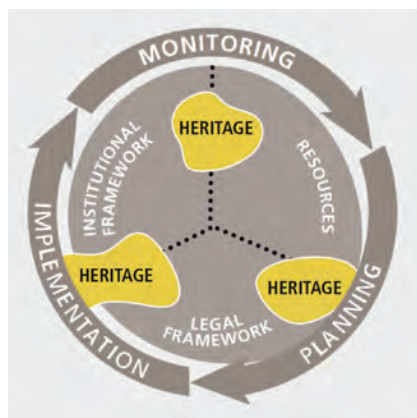 MONITORING
HERITAGE
INSTITUTIONAL
FRAMEWORK
RESOURCES
HERITAGE
HERITAGE
LEGAL
FRAMEWORK
IMPLEMENTATION
PLANNING